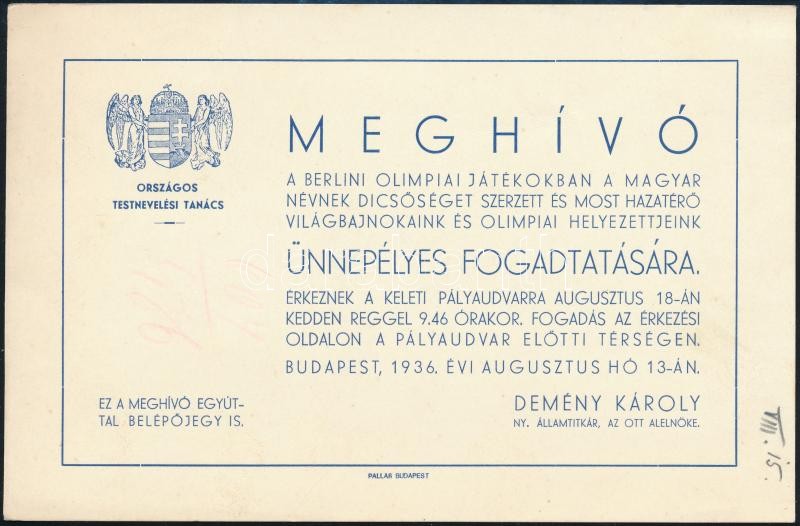 ORSZÁGOS
TESTNEVELÉSI TANÁCS
MEGHÍVÓ
A BERLINI OLIMPIAI JÁTÉKOKBAN A MAGYAR
NÉVNEK DICSŐSÉGET SZERZETT ÉS MOST HAZATÉRŐ
VILÁGBAJNOKAINK ÉS OLIMPIAI HELYEZETTJEINK
ÜNNEPÉLYES FOGADTATÁSÁRA.
ÉRKEZNEK A KELETI PÁLYAUDVARRA AUGUSZTUS 18-ÁN
KEDDEN REGGEL 9.46 ÓRAKOR. FOGADÁS AZ ÉRKEZÉSI
OLDALON A PÁLYAUDVAR ELŐTTI TÉRSÉGEN.
BUDAPEST, 1936. ÉVI AUGUSZTUS HÓ 13-ÁN.
EZ A MEGHÍVÓ EGYÚT-
TAL BELÉPŐJEGY IS.
DEMÉNY KÁROLY
NY. ÁLLAMTITKÁR, AZ OTT ALELNÖKE.
PALLAS BUDAPEST
VIII. 15.